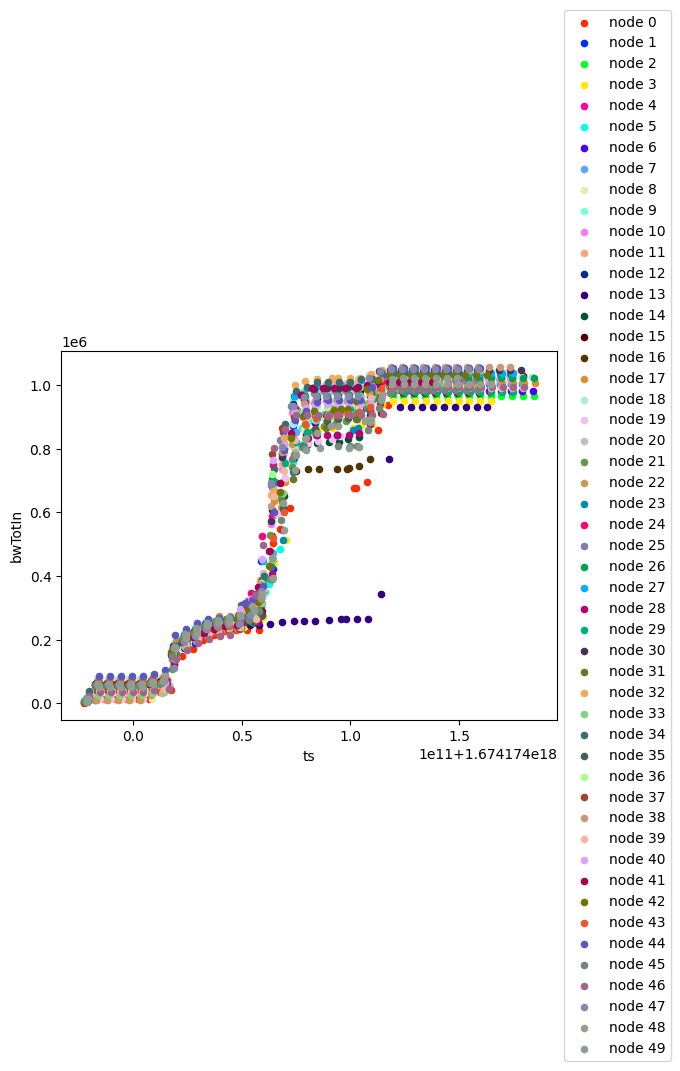 1e6
1.0
0.8
0.6
0.4
0.2
0.0
bwTotIn
0.0 0.5 1.0 1.5
ts
1e11+1.674174e18
node 0
node 1
node 2
node 3
node 4
node 5
node 6
node 7
node 8
node 9
node 10
node 11
node 12
node 13
node 14
node 15
node 16
node 17
node 18
node 19
node 20
node 21
node 22
node 23
node 24
node 25
node 26
node 27
node 28
node 29
node 30
node 31
node 32
node 33
node 34
node 35
node 36
node 37
node 38
node 39
node 40
node 41
node 42
node 43
node 44
node 45
node 46
node 47
node 48
node 49